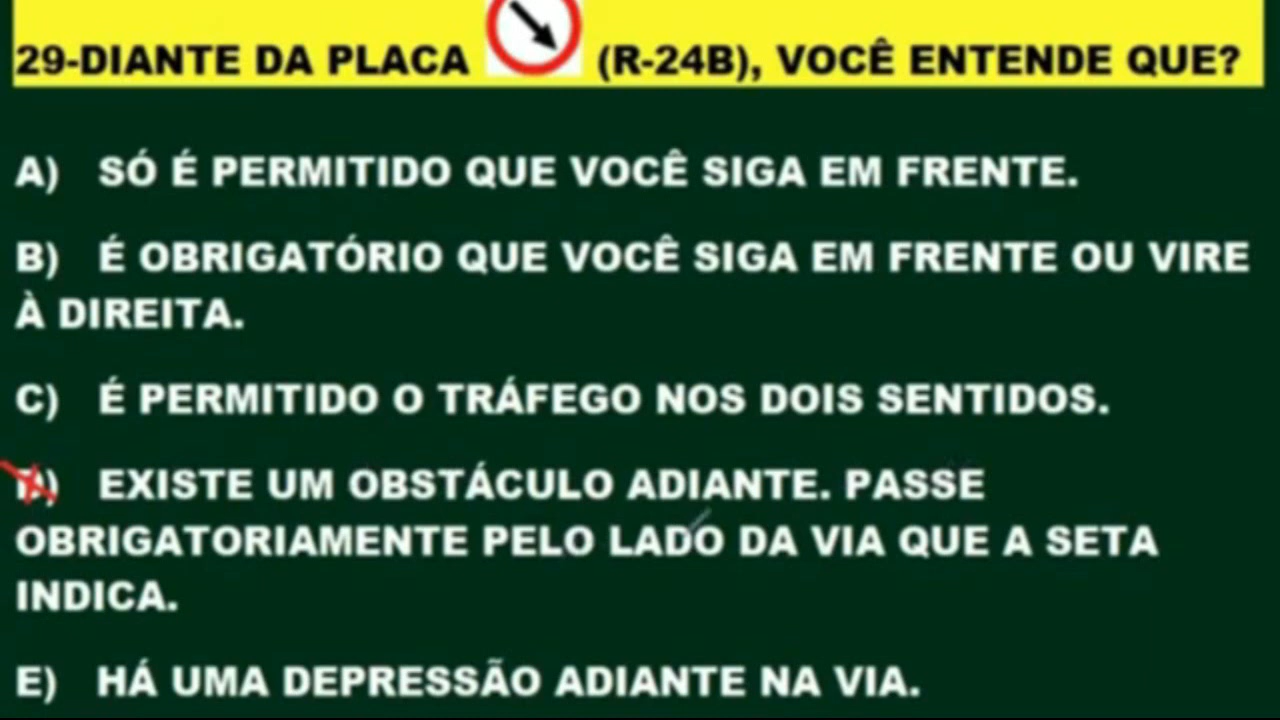 29-DIANTE DA PLACA (R-24B), VOCÊ ENTENDE QUE?
A) SÓ É PERMITIDO QUE VOCÊ SIGA EM FRENTE.
B) É OBRIGATÓRIO QUE VOCÊ SIGA EM FRENTE OU VIRE
À DIREITA.
C) É PERMITIDO O TRÁFEGO NOS DOIS SENTIDOS.
D) EXISTE UM OBSTÁCULO ADIANTE. PASSE
OBRIGATORIAMENTE PELO LADO DA VIA QUE A SETA
INDICA.
E) HÁ UMA DEPRESSÃO ADIANTE NA VIA.